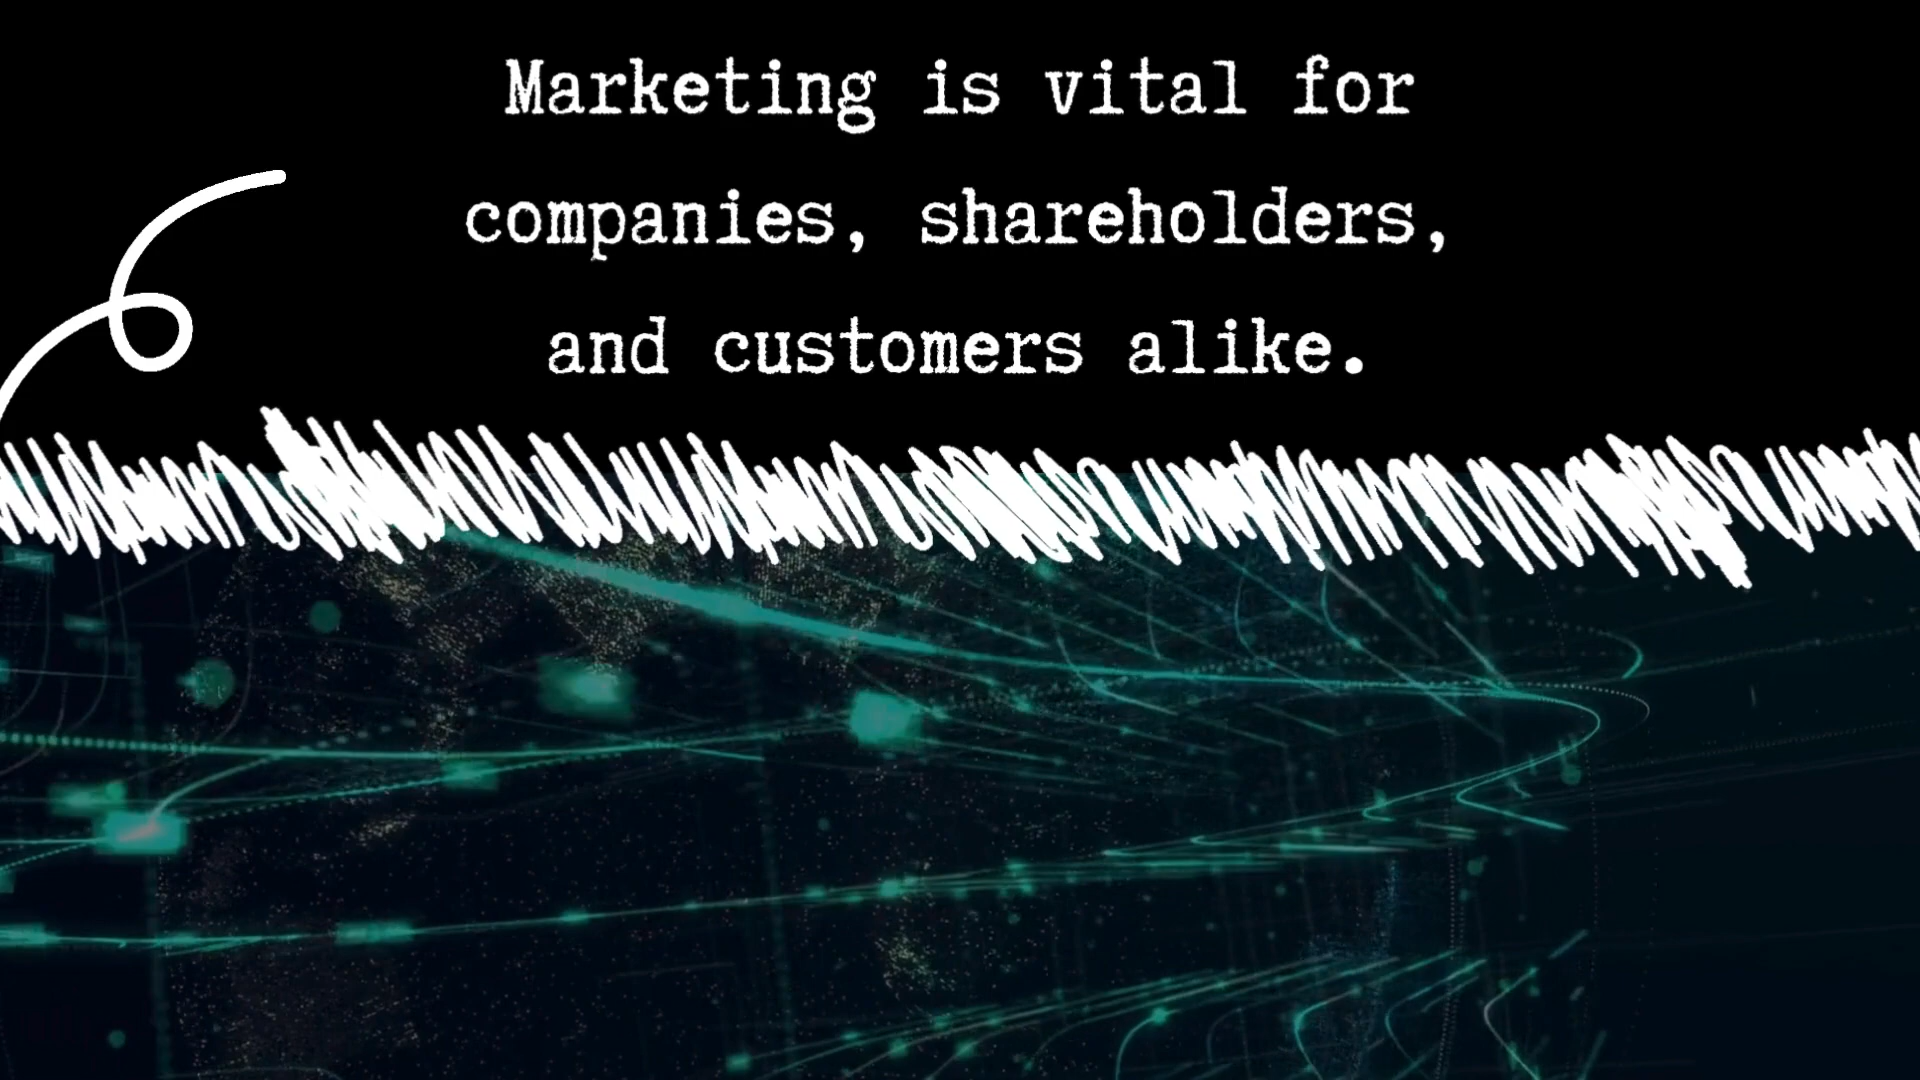 Marketing is vital for
companies, shareholders,
and customers alike.